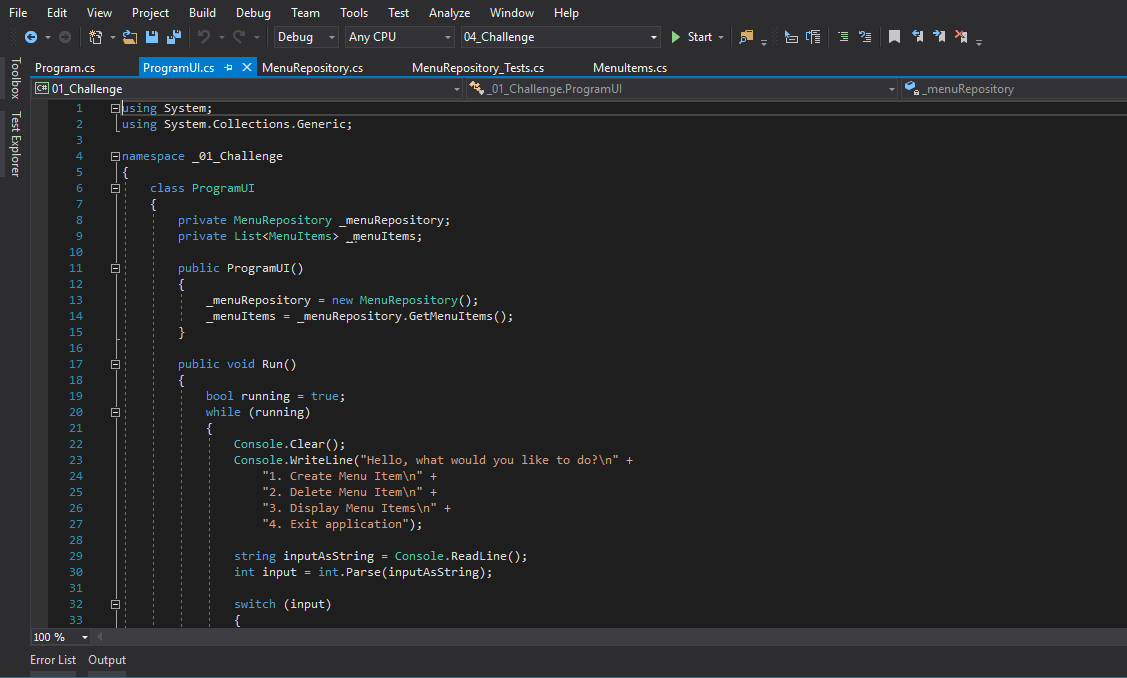 File Edit View Project Build Debug Team Tools Test Analyze Window Help
Debug Any CPU 04_Challenge Start
Toolbox
Test Explorer
Program.cs ProgramUI.cs MenuRepository.cs MenuRepository_Tests.cs MenuItems.cs
C# 01_Challenge _01_Challenge.ProgramUI _menuRepository
1 using System;
2 using System.Collections.Generic;
3
4 namespace _01_Challenge
5 {
6 class ProgramUI
7 {
8 private MenuRepository _menuRepository;
9 private List<MenuItems> _menuItems;
10
11 public ProgramUI()
12 {
13 _menuRepository = new MenuRepository();
14 _menuItems = _menuRepository.GetMenuItems();
15 }
16
17 public void Run()
18 {
19 bool running = true;
20 while (running)
21 {
22 Console.Clear();
23 Console.WriteLine("Hello, what would you like to do?\n" +
24 "1. Create Menu Item\n" +
25 "2. Delete Menu Item\n" +
26 "3. Display Menu Items\n" +
27 "4. Exit application");
28
29 string inputAsString = Console.ReadLine();
30 int input = int.Parse(inputAsString);
31
32 switch (input)
33 {
100 %
Error List Output